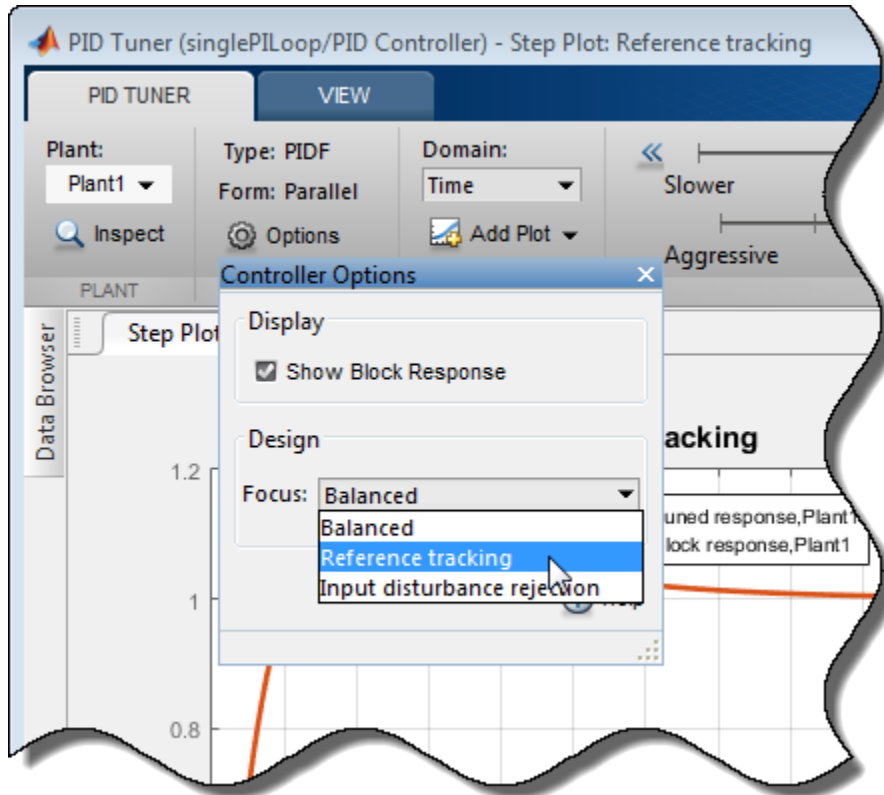 PID Tuner (singlePILoop/PID Controller) - Step Plot: Reference tracking
PID TUNER
VIEW
Plant:
Plant1
Inspect
PLANT
Type: PIDF
Form: Parallel
Options
Domain:
Time
Add Plot
Slower
Aggressive
Data Browser
Step Plot
Controller Options
Display
Show Block Response
Design
Focus: Balanced
Balanced
Reference tracking
Input disturbance rejection
acking
uned response,Plant1
lock response,Plant1
1.2
1
0.8